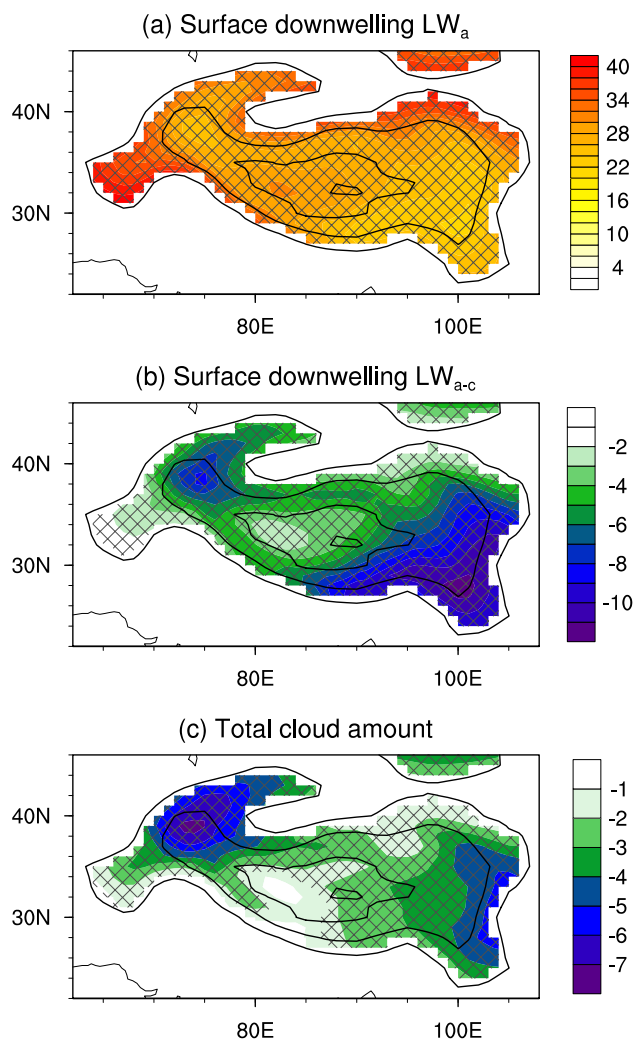 (a) Surface downwelling LWₐ
40N
30N
80E
100E
40
34
28
22
16
10
4
(b) Surface downwelling LWₐ₋c
40N
30N
80E
100E
-2
-4
-6
-8
-10
(c) Total cloud amount
40N
30N
80E
100E
-1
-2
-3
-4
-5
-6
-7